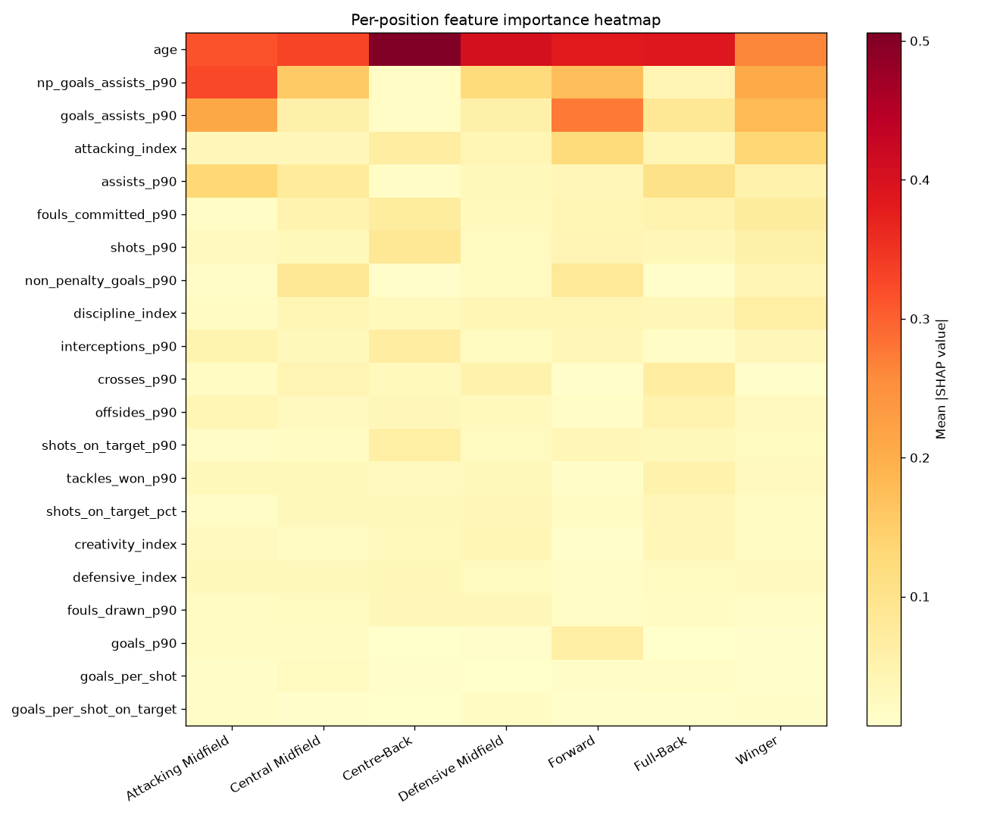 Per-position feature importance heatmap
age
np_goals_assists_p90
goals_assists_p90
attacking_index
assists_p90
fouls_committed_p90
shots_p90
non_penalty_goals_p90
discipline_index
interceptions_p90
crosses_p90
offsides_p90
shots_on_target_p90
tackles_won_p90
shots_on_target_pct
creativity_index
defensive_index
fouls_drawn_p90
goals_p90
goals_per_shot
goals_per_shot_on_target
Attacking Midfield
Central Midfield
Centre-Back
Defensive Midfield
Forward
Full-Back
Winger
0.5
0.4
0.3
0.2
0.1
Mean |SHAP value|